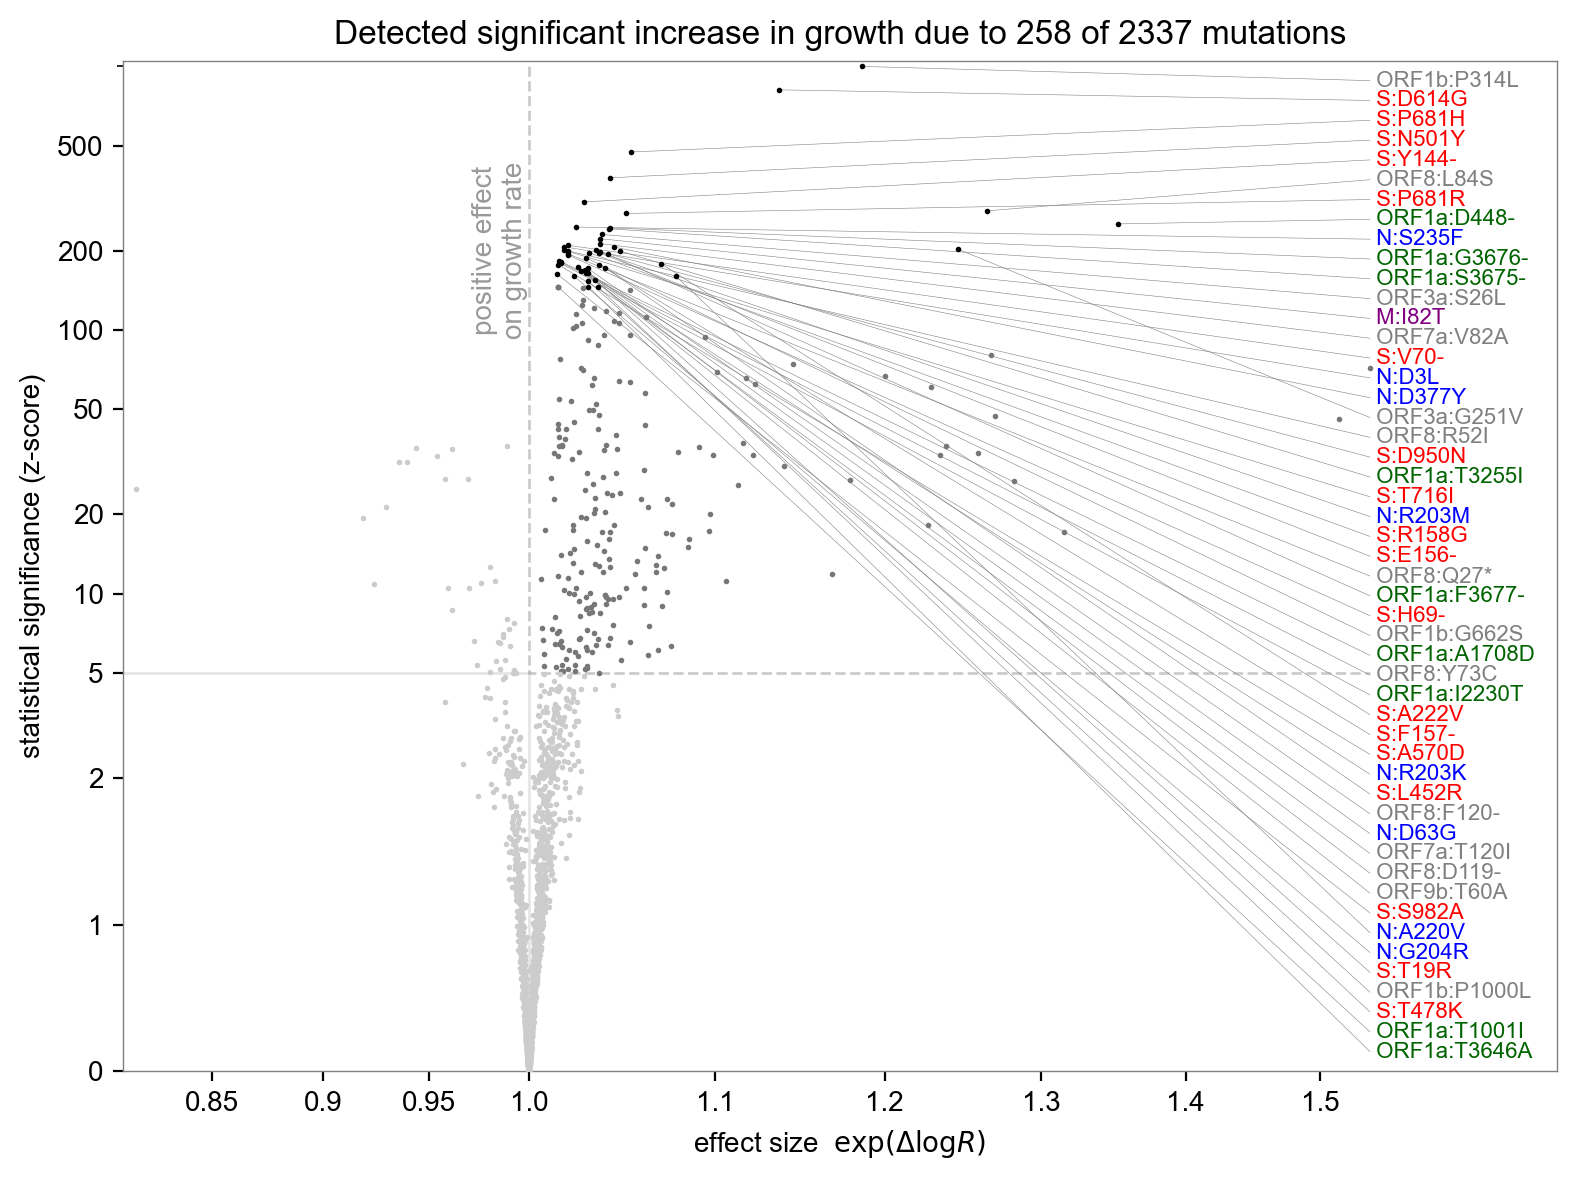 Detected significant increase in growth due to 258 of 2337 mutations
statistical significance (z-score)
500
200
100
50
20
10
5
2
1
0
positive effect
on growth rate
ORF1b:P314L
S:D614G
S:P681H
S:N501Y
S:Y144-
ORF8:L84S
S:P681R
ORF1a:D448-
N:S235F
ORF1a:G3676-
ORF1a:S3675-
ORF3a:S26L
M:I82T
ORF7a:V82A
S:V70-
N:D3L
N:D377Y
ORF3a:G251V
ORF8:R52I
S:D950N
ORF1a:T3255I
S:T716I
N:R203M
S:R158G
S:E156-
ORF8:Q27*
ORF1a:F3677-
S:H69-
ORF1b:G662S
ORF1a:A1708D
ORF8:Y73C
ORF1a:I2230T
S:A222V
S:F157-
S:A570D
N:R203K
S:L452R
ORF8:F120-
N:D63G
ORF7a:T120I
ORF8:D119-
ORF9b:T60A
S:S982A
N:A220V
N:G204R
S:T19R
ORF1b:P1000L
S:T478K
ORF1a:T1001I
ORF1a:T3646A
0.85 0.9 0.95 1.0 1.1 1.2 1.3 1.4 1.5
effect size exp(ΔlogR)